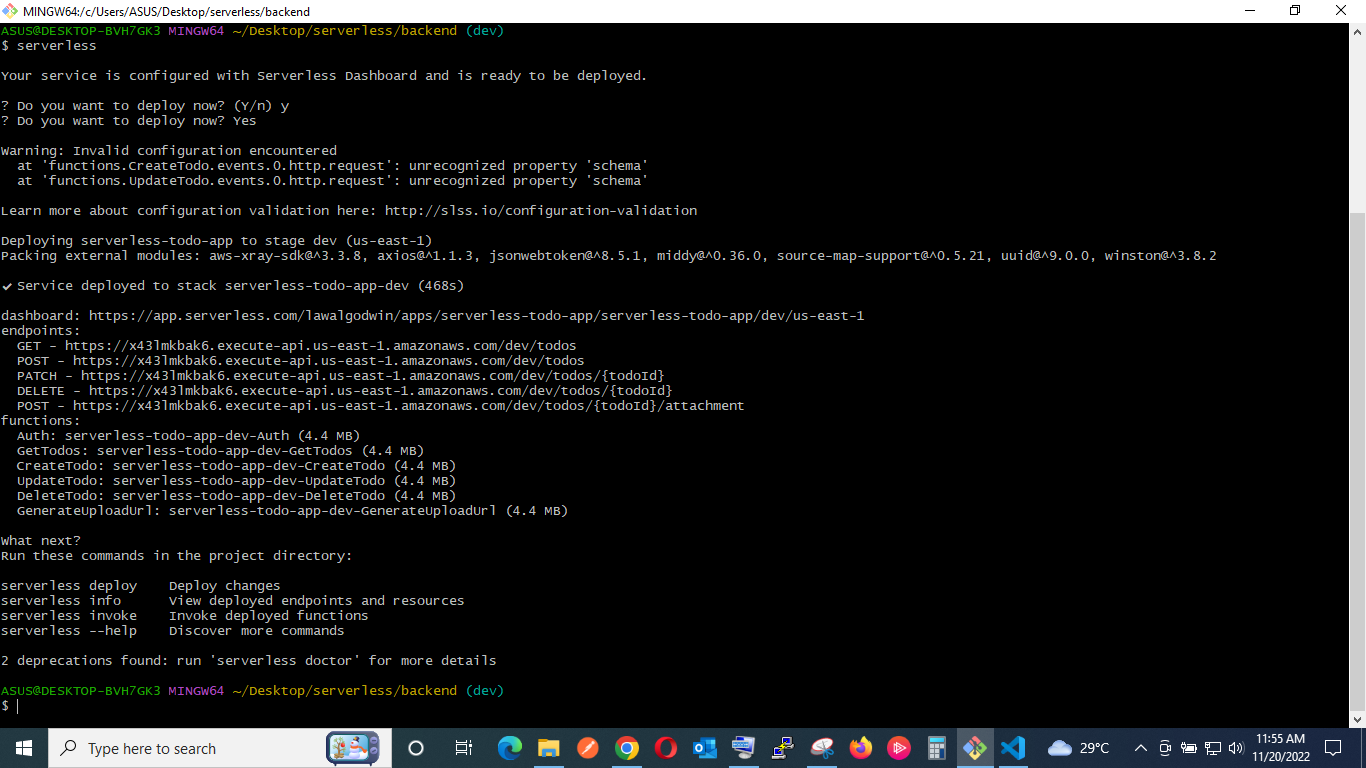 MINGW64:/c/Users/ASUS/Desktop/serverless/backend
ASUS@DESKTOP-BVH7GK3 MINGW64 ~/Desktop/serverless/backend (dev)
$ serverless
Your service is configured with Serverless Dashboard and is ready to be deployed.
? Do you want to deploy now? (Y/n) y
? Do you want to deploy now? Yes
Warning: Invalid configuration encountered
at 'functions.CreateTodo.events.0.http.request': unrecognized property 'schema'
at 'functions.UpdateTodo.events.0.http.request': unrecognized property 'schema'
Learn more about configuration validation here: http://slss.io/configuration-validation
Deploying serverless-todo-app to stage dev (us-east-1)
Packing external modules: aws-xray-sdk@^3.3.8, axios@^1.1.3, jsonwebtoken@^8.5.1, middy@^0.36.0, source-map-support@^0.5.21, uuid@^9.0.0, winston@^3.8.2
✔ Service deployed to stack serverless-todo-app-dev (468s)
dashboard: https://app.serverless.com/lawalgodwin/apps/serverless-todo-app/serverless-todo-app/dev/us-east-1
endpoints:
GET - https://x43lmkbak6.execute-api.us-east-1.amazonaws.com/dev/todos
POST - https://x43lmkbak6.execute-api.us-east-1.amazonaws.com/dev/todos
PATCH - https://x43lmkbak6.execute-api.us-east-1.amazonaws.com/dev/todos/{todoId}
DELETE - https://x43lmkbak6.execute-api.us-east-1.amazonaws.com/dev/todos/{todoId}
POST - https://x43lmkbak6.execute-api.us-east-1.amazonaws.com/dev/todos/{todoId}/attachment
functions:
Auth: serverless-todo-app-dev-Auth (4.4 MB)
GetTodos: serverless-todo-app-dev-GetTodos (4.4 MB)
CreateTodo: serverless-todo-app-dev-CreateTodo (4.4 MB)
UpdateTodo: serverless-todo-app-dev-UpdateTodo (4.4 MB)
DeleteTodo: serverless-todo-app-dev-DeleteTodo (4.4 MB)
GenerateUploadUrl: serverless-todo-app-dev-GenerateUploadUrl (4.4 MB)
What next?
Run these commands in the project directory:
serverless deploy    Deploy changes
serverless info      View deployed endpoints and resources
serverless invoke    Invoke deployed functions
serverless --help    Discover more commands
2 deprecations found: run 'serverless doctor' for more details
ASUS@DESKTOP-BVH7GK3 MINGW64 ~/Desktop/serverless/backend (dev)
$
Type here to search
29°C
11:55 AM
11/20/2022